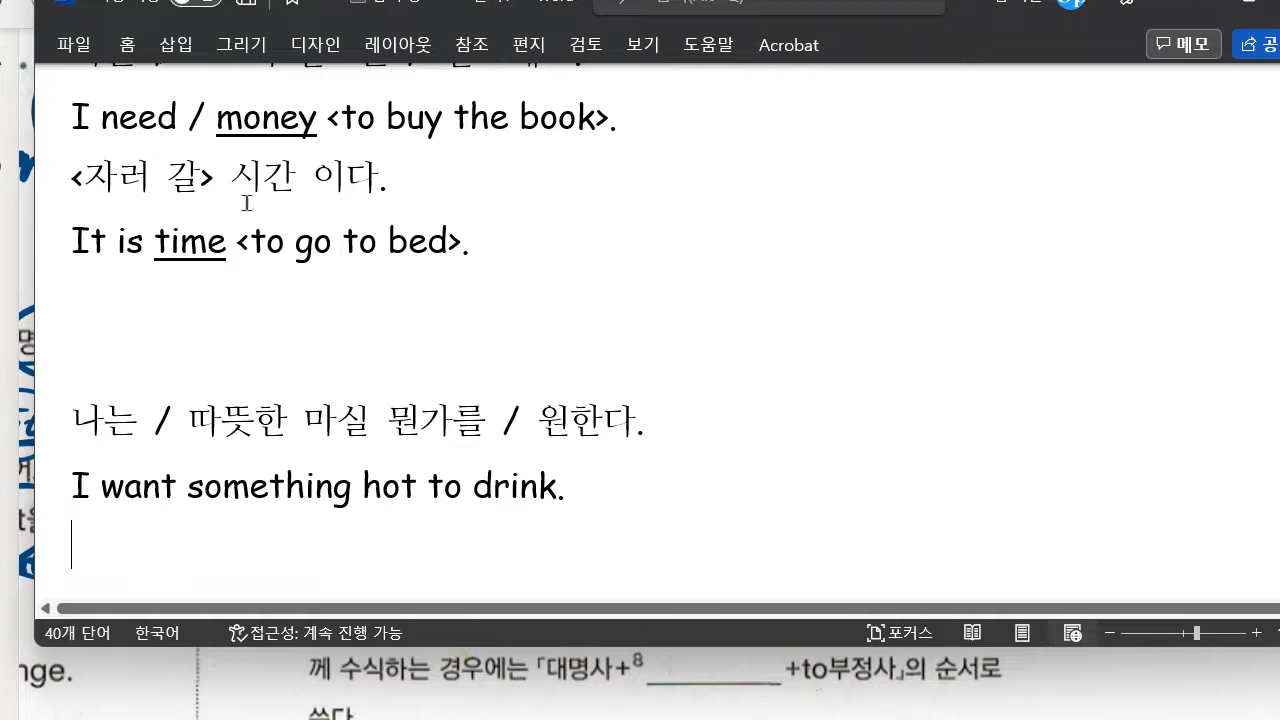 파일 홈 삽입 그리기 디자인 레이아웃 참조 편지 검토 보기 도움말 Acrobat 메모 공
I need / money <to buy the book>.
<자러 갈> 시간 이다.
It is time <to go to bed>.
나는 / 따뜻한 마실 뭔가를 / 원한다.
I want something hot to drink.
40개 단어 한국어 접근성: 계속 진행 가능 포커스
nge.
께 수식하는 경우에는 「대명사+8 ________ +to부정사」의 순서로
쓴다